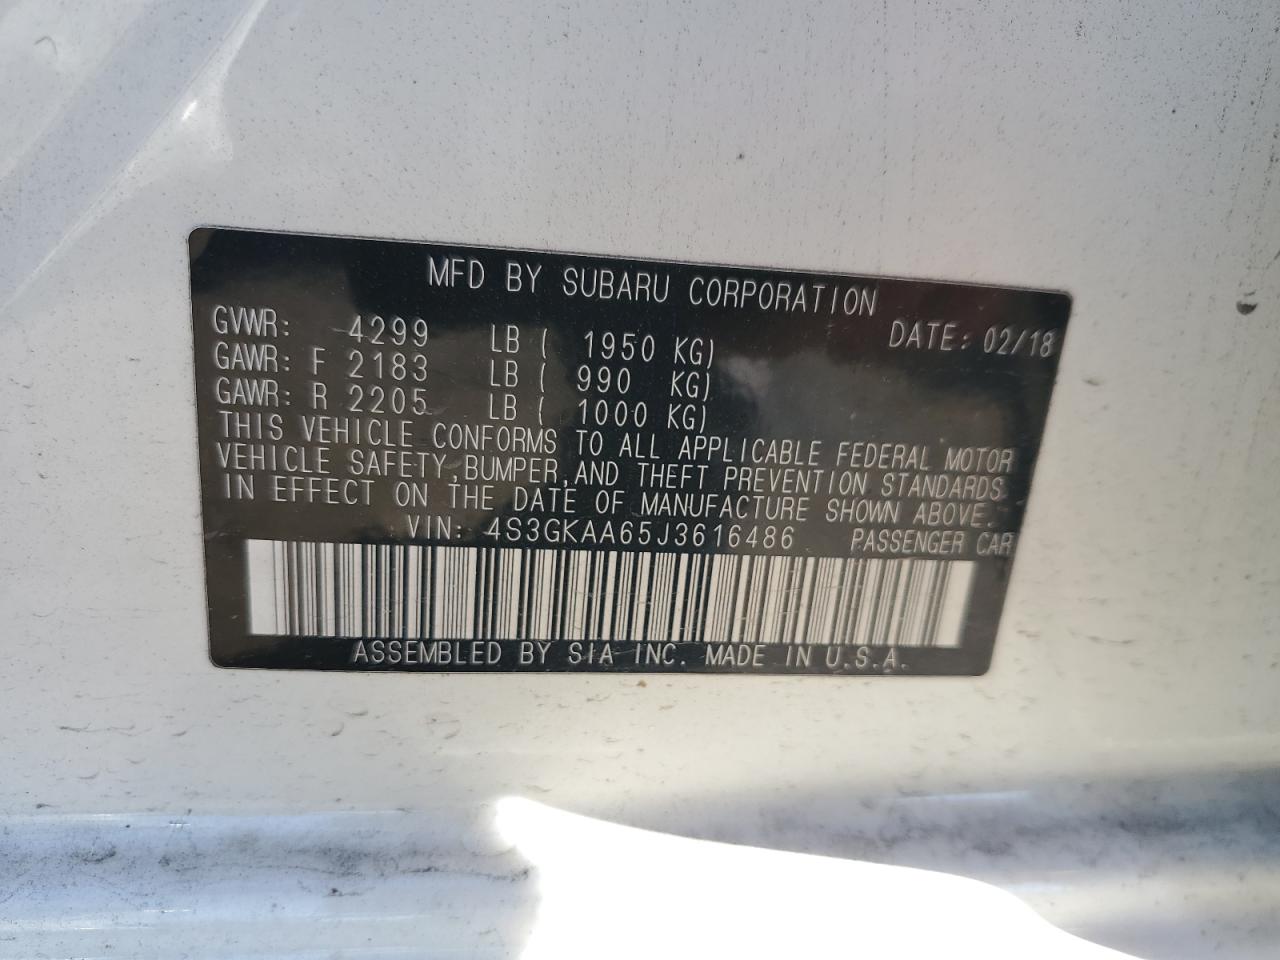 MFD BY SUBARU CORPORATION
GVWR: 4299 LB ( 1950 KG) DATE: 02/18
GAWR: F 2183 LB ( 990 KG)
GAWR: R 2205 LB ( 1000 KG)
THIS VEHICLE CONFORMS TO ALL APPLICABLE FEDERAL MOTOR
VEHICLE SAFETY,BUMPER,AND THEFT PREVENTION STANDARDS
IN EFFECT ON THE DATE OF MANUFACTURE SHOWN ABOVE.
VIN: 4S3GKAA65J3616486 PASSENGER CAR
ASSEMBLED BY SIA INC. MADE IN U.S.A.